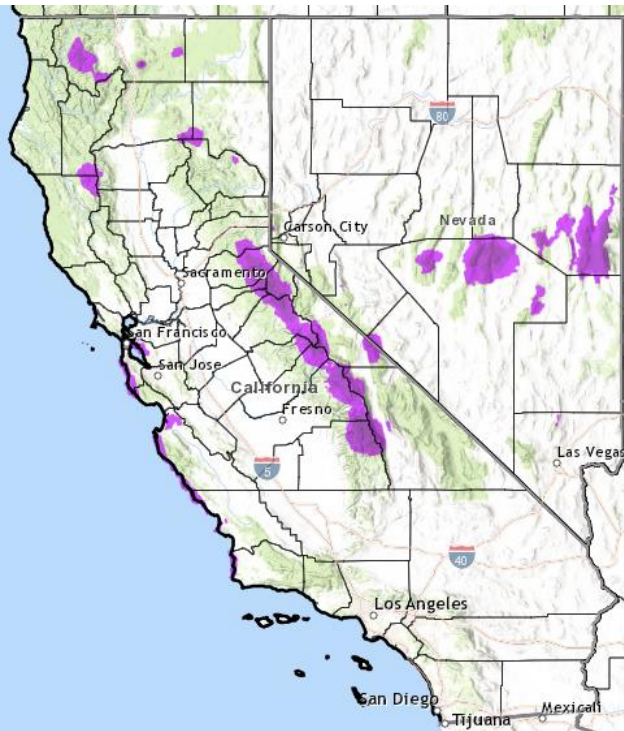 80
Nevada
Carson City
Sacramento
San Francisco
San Jose
California
Fresno
5
Las Vegas
40
Los Angeles
San Diego
Tijuana
Mexicali